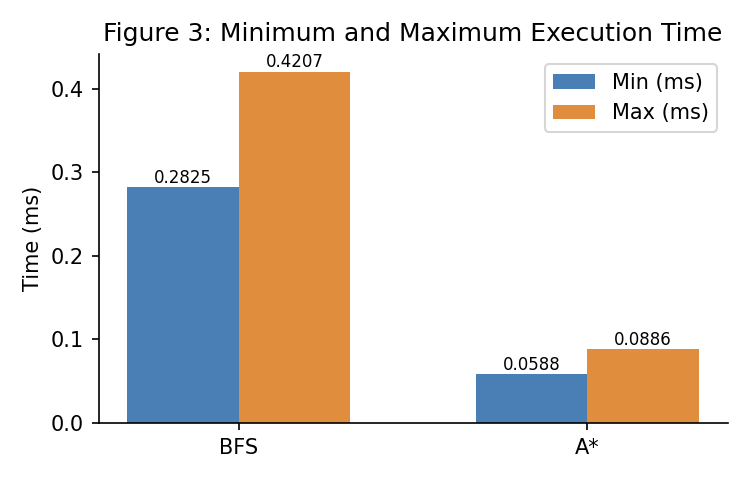 Figure 3: Minimum and Maximum Execution Time
Min (ms)
Max (ms)
Time (ms)
0.4
0.3
0.2
0.1
0.0
0.2825
0.4207
0.0588
0.0886
BFS
A*